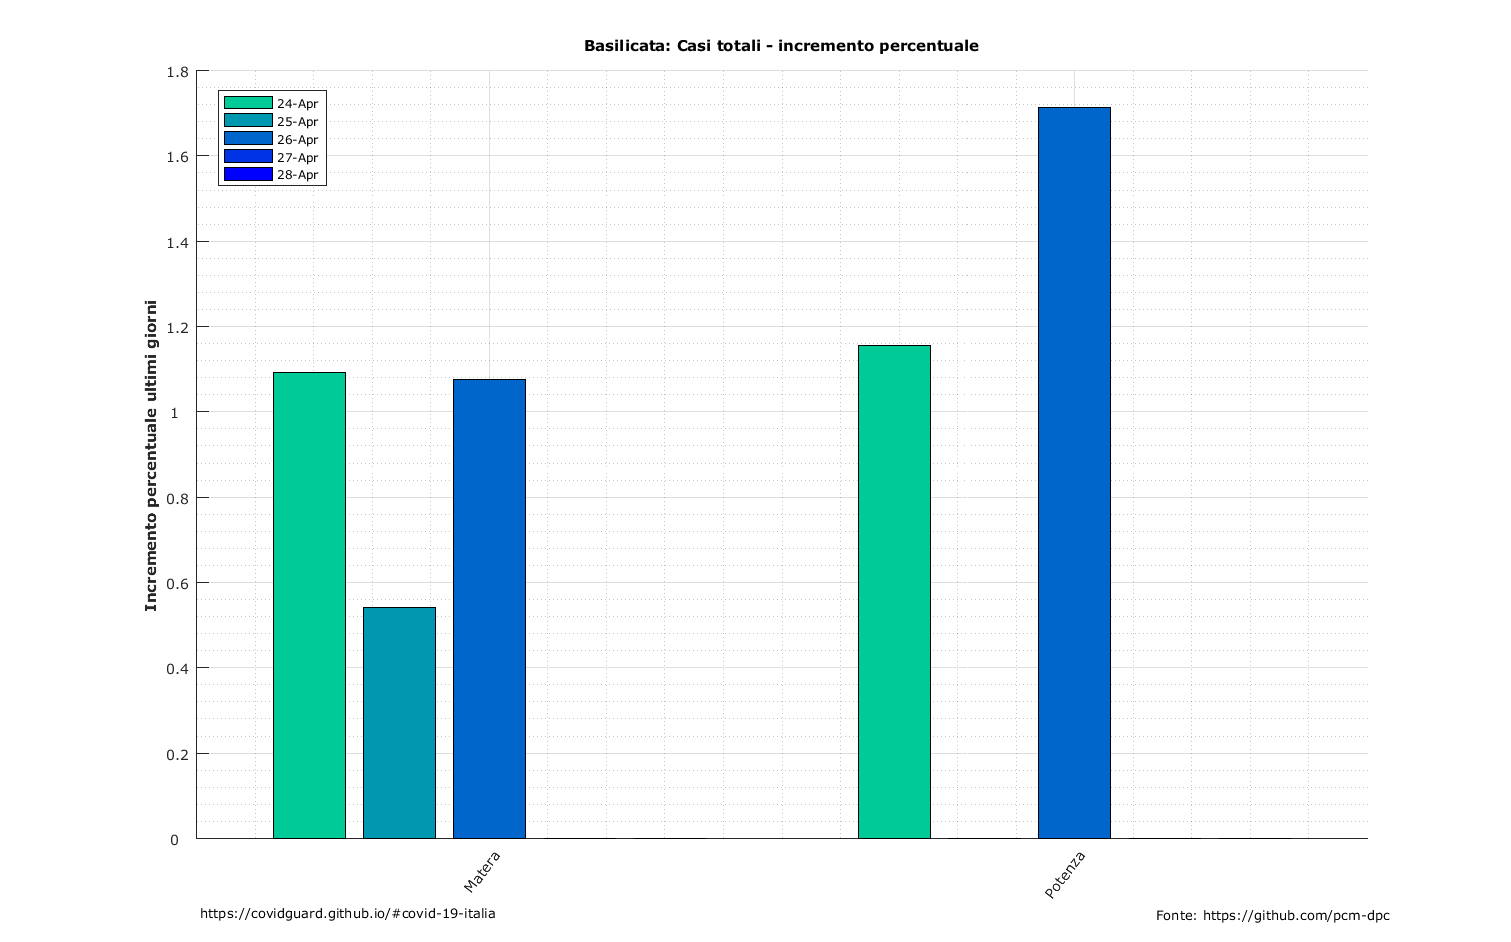 Basilicata: Casi totali - incremento percentuale
1.8
1.6
1.4
1.2
1
0.8
0.6
0.4
0.2
0
24-Apr
25-Apr
26-Apr
27-Apr
28-Apr
Incremento percentuale ultimi giorni
Matera
Potenza
https://covidguard.github.io/#covid-19-italia
Fonte: https://github.com/pcm-dpc